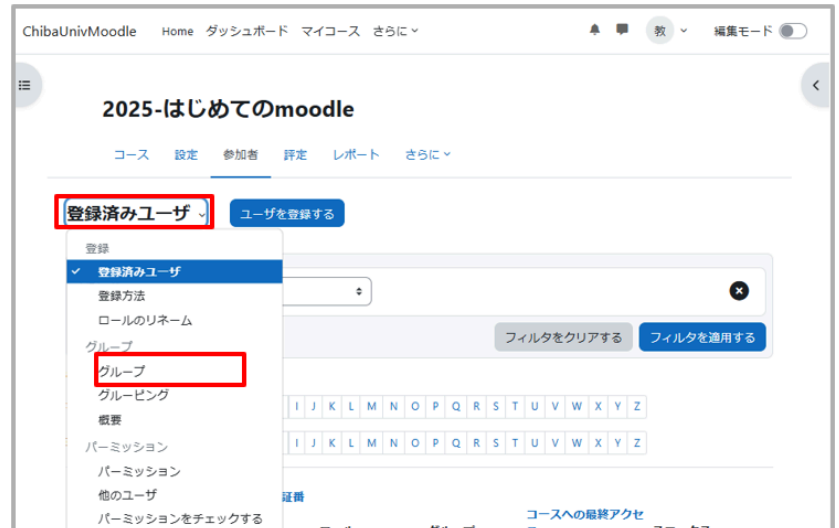 ChibaUnivMoodle Home ダッシュボード マイコース さらに 教 編集モード
2025-はじめてのmoodle
コース 設定 参加者 評定 レポート さらに
登録済みユーザ ユーザを登録する
登録
登録済みユーザ
登録方法
ロールのリネーム
フィルタをクリアする フィルタを適用する
グループ
グループ
グルーピング
I J K L M N O P Q R S T U V W X Y Z
概要
I J K L M N O P Q R S T U V W X Y Z
パーミッション
パーミッション
他のユーザ
証番
パーミッションをチェックする
コースへの最終アクセ